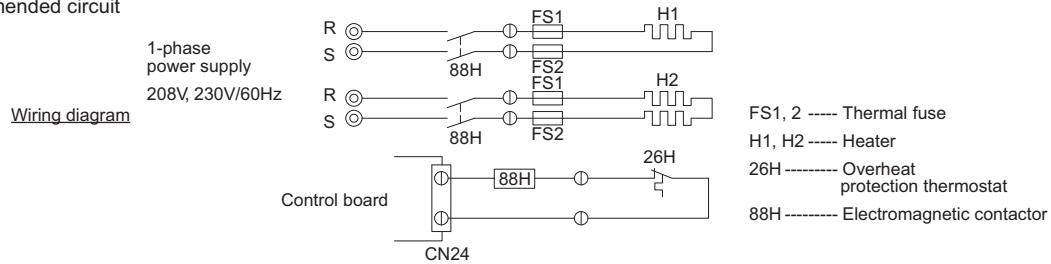 ended circuit
1-phase
power supply
208V, 230V/60Hz
Wiring diagram
R
S
88H
FS1
FS2
H1
R
S
88H
FS1
FS2
H2
Control board
88H
26H
CN24
FS1, 2 ----- Thermal fuse
H1, H2 ----- Heater
26H --------- Overheat
protection thermostat
88H --------- Electromagnetic contactor